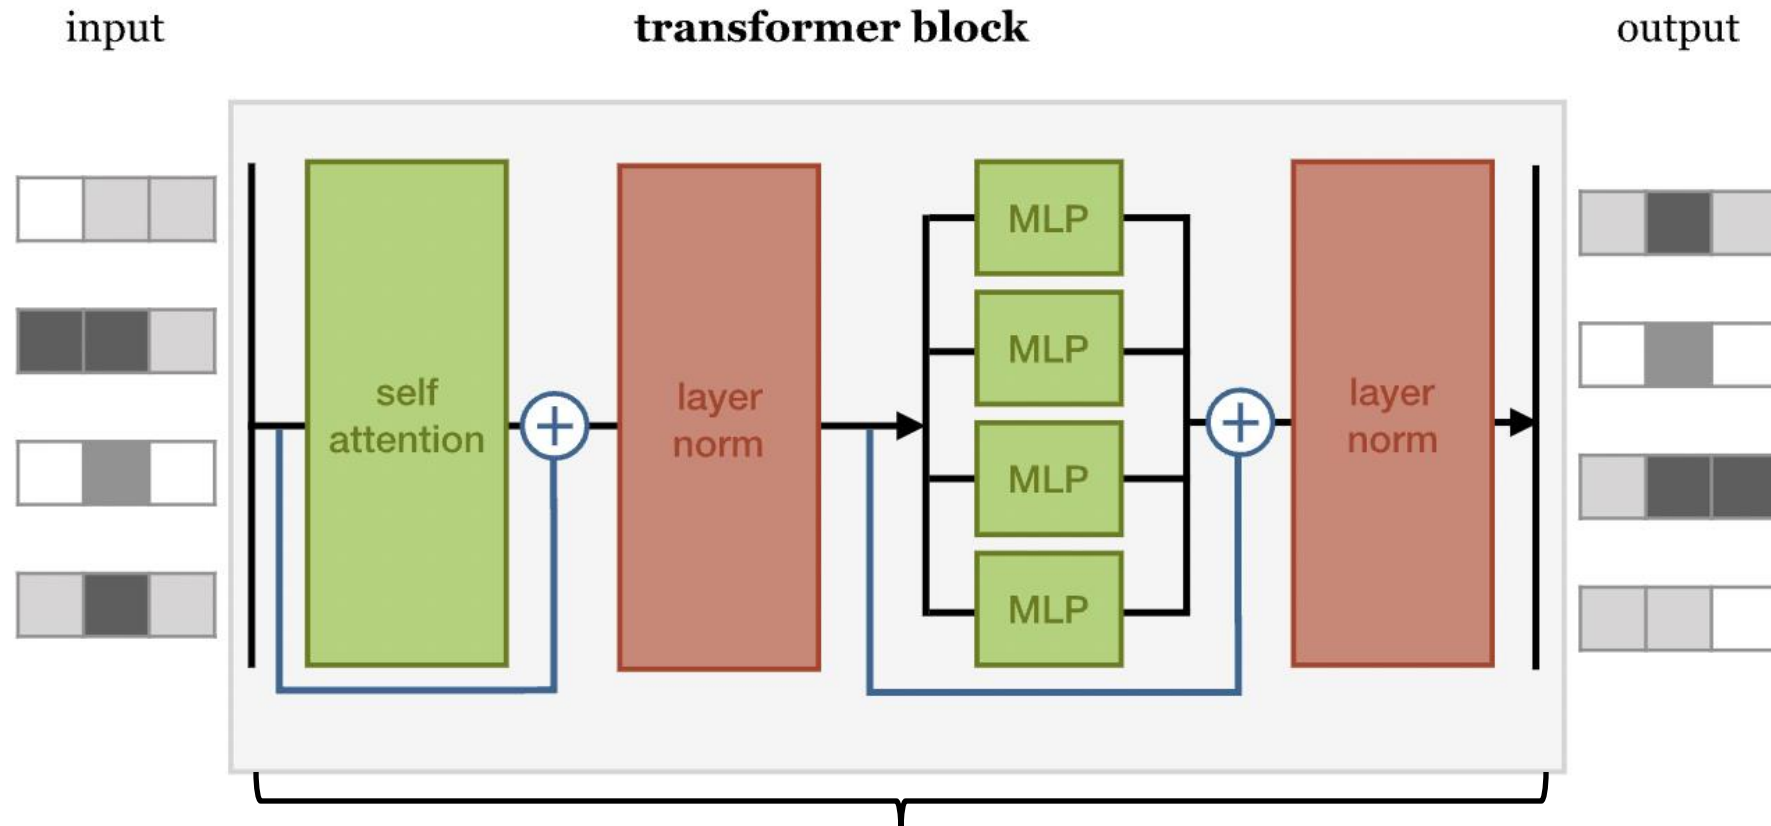 input
transformer block
output
self
attention
+
layer
norm
MLP
MLP
MLP
MLP
+
layer
norm